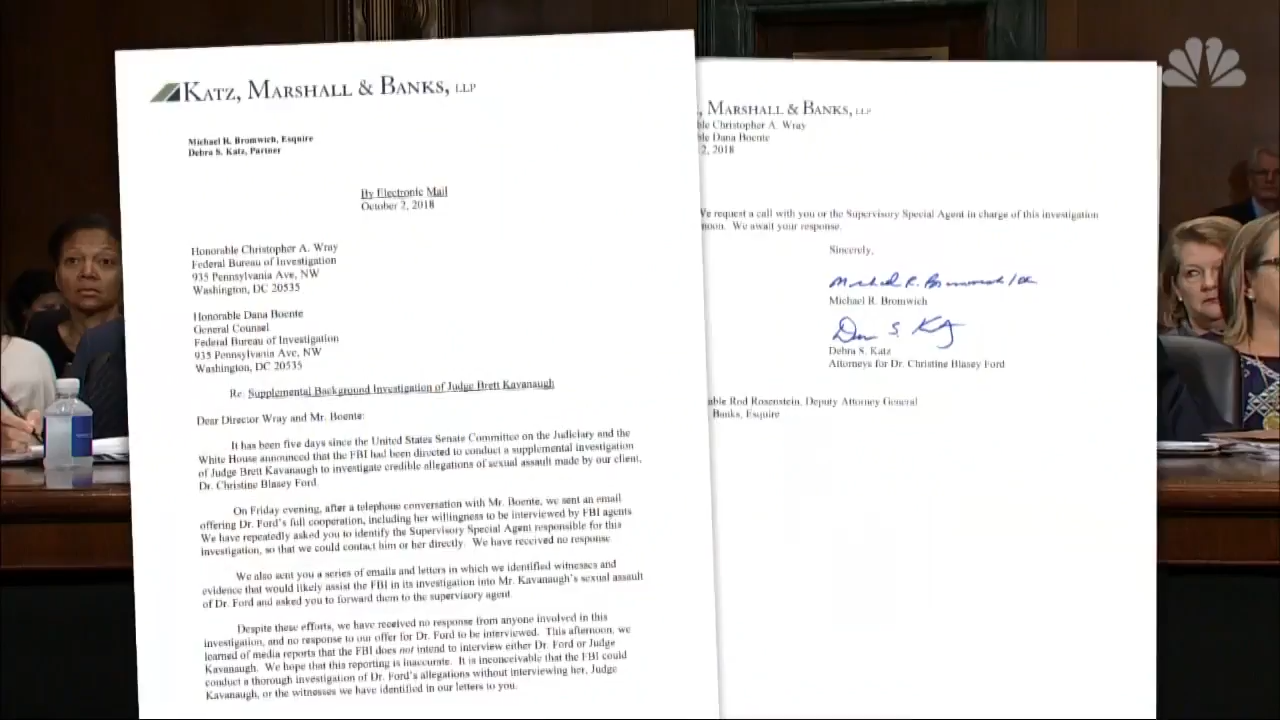 KATZ, MARSHALL & BANKS, LLP
Michael R. Bromwich, Esquire
Debra S. Katz, Partner
By Electronic Mail
October 2, 2018
Honorable Christopher A. Wray
Federal Bureau of Investigation
935 Pennsylvania Ave, NW
Washington, DC 20535
Honorable Dana Boente
General Counsel
Federal Bureau of Investigation
935 Pennsylvania Ave, NW
Washington, DC 20535
Re: Supplemental Background Investigation of Judge Brett Kavanaugh
Dear Director Wray and Mr. Boente:
It has been five days since the United States Senate Committee on the Judiciary and the
White House announced that the FBI had been directed to conduct a supplemental investigation
of Judge Brett Kavanaugh to investigate credible allegations of sexual assault made by our client,
Dr. Christine Blasey Ford.
On Friday evening, after a telephone conversation with Mr. Boente, we sent an email
offering Dr. Ford's full cooperation, including her willingness to be interviewed by FBI agents.
We have repeatedly asked you to identify the Supervisory Special Agent responsible for this
investigation, so that we could contact him or her directly. We have received no response.
We also sent you a series of emails and letters in which we identified witnesses and
evidence that would likely assist the FBI in its investigation into Mr. Kavanaugh's sexual assault
of Dr. Ford and asked you to forward them to the supervisory agent.
Despite these efforts, we have received no response from anyone involved in this
investigation, and no response to our offer for Dr. Ford to be interviewed. This afternoon, we
learned of media reports that the FBI does not intend to interview either Dr. Ford or Judge
Kavanaugh. We hope that this reporting is inaccurate. It is inconceivable that the FBI could
conduct a thorough investigation of Dr. Ford's allegations without interviewing her, Judge
Kavanaugh, or the witnesses we have identified in our letters to you.
, MARSHALL & BANKS, LLP
ble Christopher A. Wray
ble Dana Boente
2, 2018
We request a call with you or the Supervisory Special Agent in charge of this investigation
noon. We await your response.
Sincerely,
Michael R. Bromwich
Debra S. Katz
Attorneys for Dr. Christine Blasey Ford
able Rod Rosenstein, Deputy Attorney General
Banks, Esquire